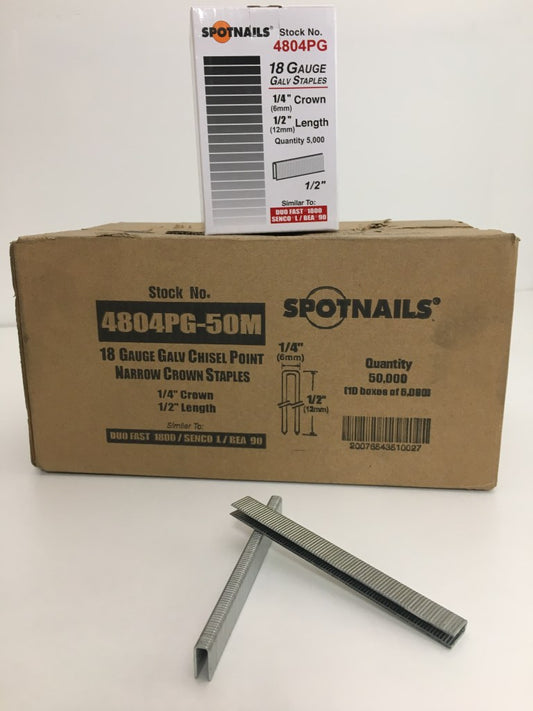 SPOTNAILS Stock No.
4804PG
18 GAUGE
GALV STAPLES
1/4" Crown
(6mm)
1/2" Length
(12mm)
Quantity 5,000
1/2"
Similar To:
DUO FAST 1800
SENCO L / BEA 90
Stock No.
4804PG-50M
18 GAUGE GALV CHISEL POINT
NARROW CROWN STAPLES
1/4" Crown
1/2" Length
Similar To:
DUO FAST 1800 / SENCO L / BEA 90
SPOTNAILS®
1/4"
(6mm)
1/2"
(12mm)
Quantity
50,000
(10 boxes of 5,000)
20076543510027